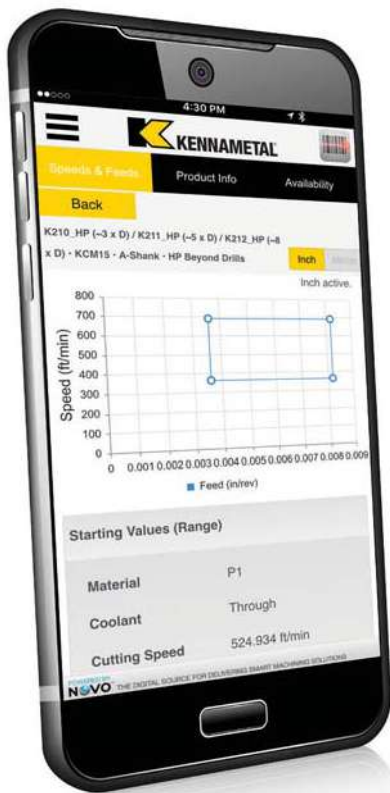 4:30 PM
KENNAMETAL
Speeds & Feeds Product Info Availability
Back
K210_HP (~3 x D) / K211_HP (~5 x D) / K212_HP (~8
x D) · KCM15 · A-Shank · HP Beyond Drills
Inch
Inch active.
Speed (ft/min)
800
700
600
500
400
300
200
100
0
0 0.001 0.002 0.003 0.004 0.005 0.006 0.007 0.008 0.009
Feed (in/rev)
Starting Values (Range)
Material P1
Coolant Through
Cutting Speed 524.934 ft/min
POWERED BY
NOVO THE DIGITAL SOURCE FOR DELIVERING SMART MACHINING SOLUTIONS